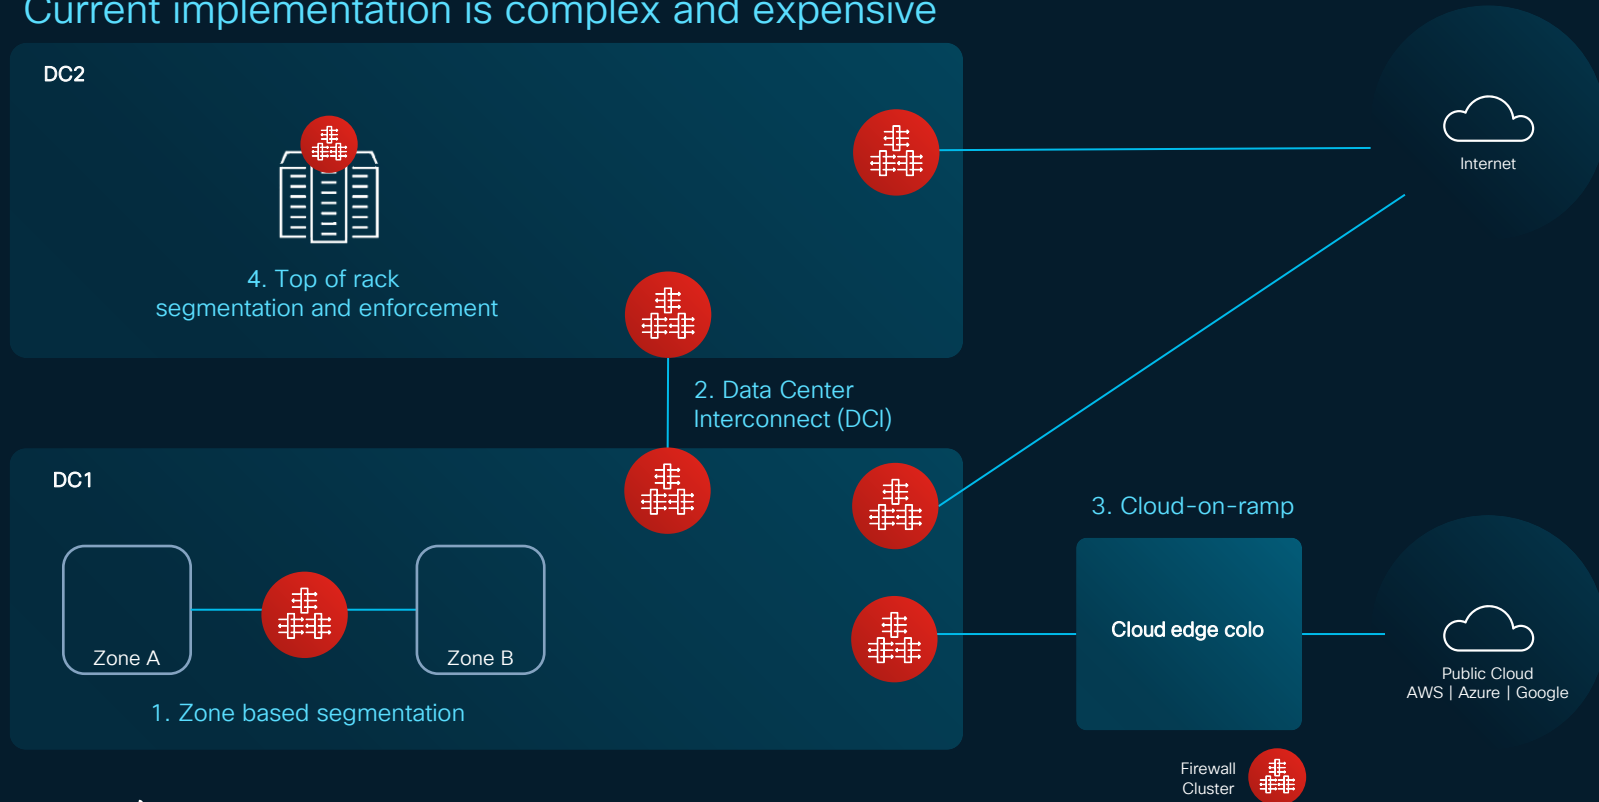 Current implementation is complex and expensive
DC2
4. Top of rack
segmentation and enforcement
Internet
2. Data Center
Interconnect (DCI)
DC1
Zone A
Zone B
1. Zone based segmentation
3. Cloud-on-ramp
Cloud edge colo
Public Cloud
AWS | Azure | Google
Firewall
Cluster